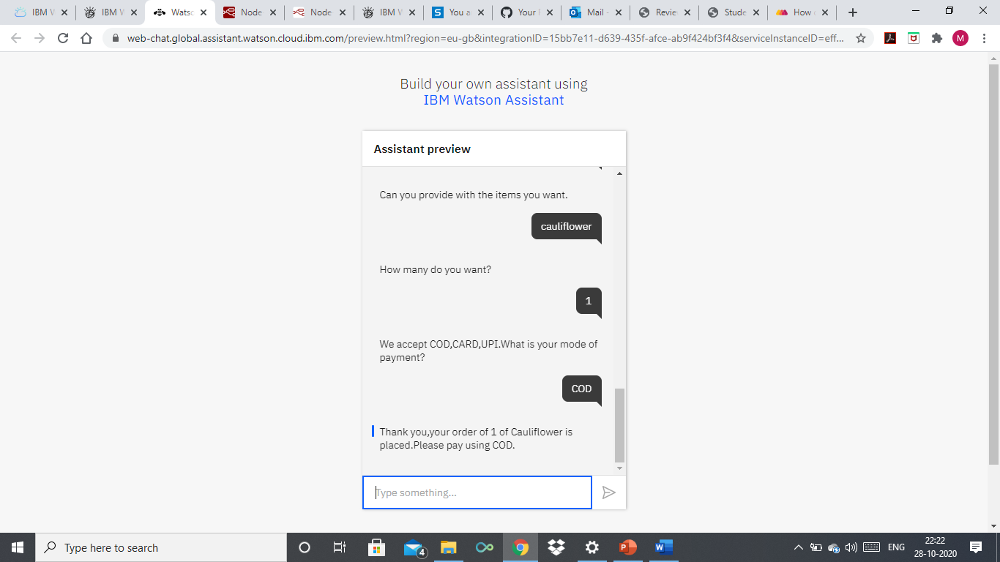 IBM W
IBM W
Watso
Node
Node
IBM W
You a
Your
Mail -
Revie
Stude
How
web-chat.global.assistant.watson.cloud.ibm.com/preview.html?region=eu-gb&integrationID=15bb7e11-d639-435f-afce-ab9f424bf3f4&serviceInstanceID=eff...
M
Build your own assistant using
IBM Watson Assistant
Assistant preview
Can you provide with the items you want.
cauliflower
How many do you want?
1
We accept COD,CARD,UPI.What is your mode of
payment?
COD
Thank you,your order of 1 of Cauliflower is
placed.Please pay using COD.
Type something...
Type here to search
4
ENG
22:22
28-10-2020